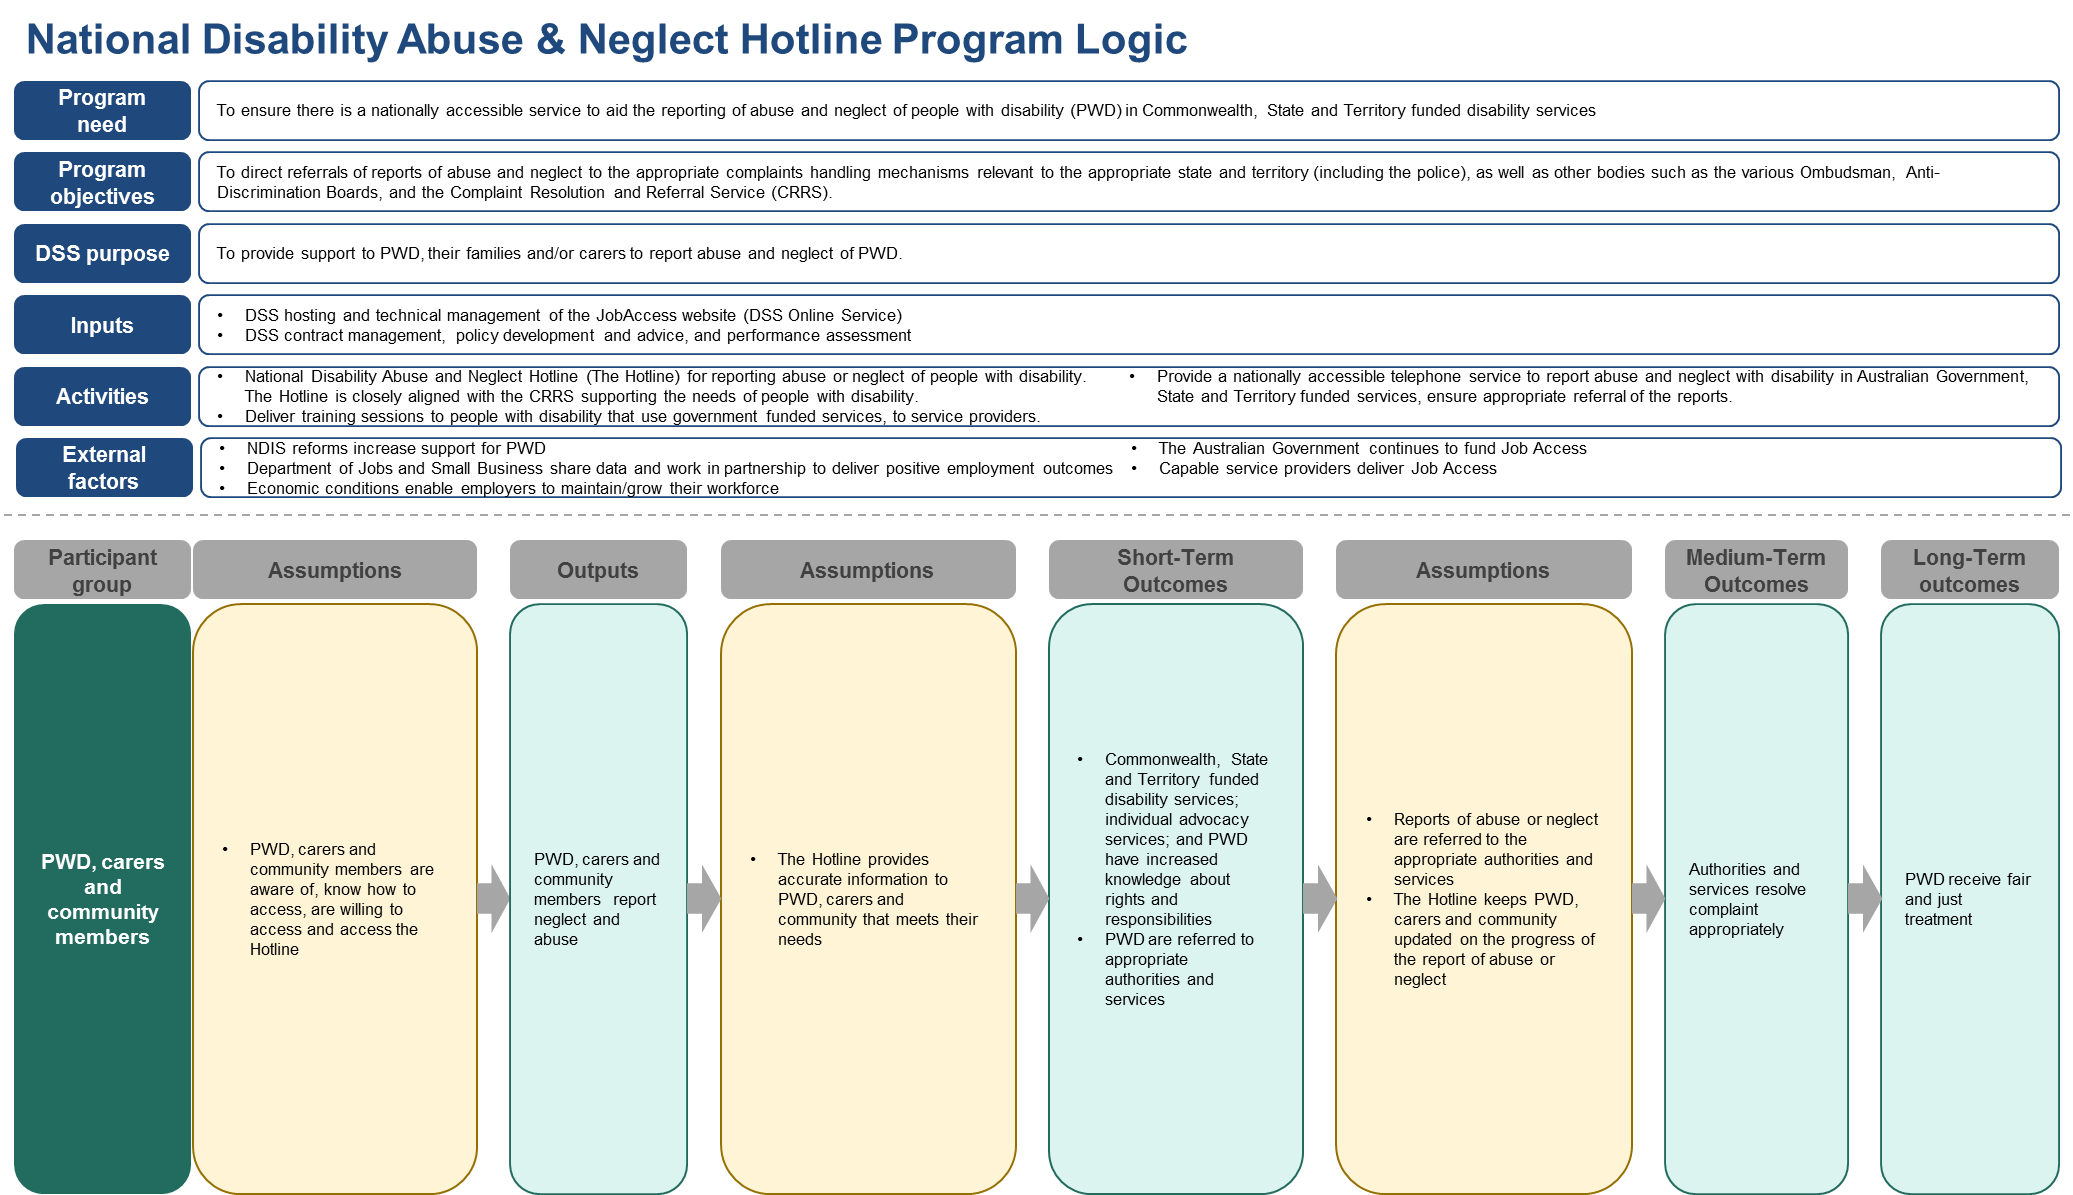 National Disability Abuse & Neglect Hotline Program Logic
Program
need
To ensure there is a nationally accessible service to aid the reporting of abuse and neglect of people with disability (PWD) in Commonwealth, State and Territory funded disability services
Program
objectives
To direct referrals of reports of abuse and neglect to the appropriate complaints handling mechanisms relevant to the appropriate state and territory (including the police), as well as other bodies such as the various Ombudsman, Anti-
Discrimination Boards, and the Complaint Resolution and Referral Service (CRRS).
DSS purpose
To provide support to PWD, their families and/or carers to report abuse and neglect of PWD.
Inputs
• DSS hosting and technical management of the JobAccess website (DSS Online Service)
• DSS contract management, policy development and advice, and performance assessment
Activities
• National Disability Abuse and Neglect Hotline (The Hotline) for reporting abuse or neglect of people with disability.
The Hotline is closely aligned with the CRRS supporting the needs of people with disability.
• Deliver training sessions to people with disability that use government funded services, to service providers.
• Provide a nationally accessible telephone service to report abuse and neglect with disability in Australian Government,
State and Territory funded services, ensure appropriate referral of the reports.
External
factors
• NDIS reforms increase support for PWD
• Department of Jobs and Small Business share data and work in partnership to deliver positive employment outcomes
• Economic conditions enable employers to maintain/grow their workforce
• The Australian Government continues to fund Job Access
• Capable service providers deliver Job Access
Participant
group
Assumptions
Outputs
Assumptions
Short-Term
Outcomes
Assumptions
Medium-Term
Outcomes
Long-Term
outcomes
PWD, carers
and
community
members
• PWD, carers and
community members are
aware of, know how to
access, are willing to
access and access the
Hotline
PWD, carers and
community
members report
neglect and
abuse
• The Hotline provides
accurate information to
PWD, carers and
community that meets their
needs
• Commonwealth, State
and Territory funded
disability services;
individual advocacy
services; and PWD
have increased
knowledge about
rights and
responsibilities
• PWD are referred to
appropriate
authorities and
services
• Reports of abuse or neglect
are referred to the
appropriate authorities and
services
• The Hotline keeps PWD,
carers and community
updated on the progress of
the report of abuse or
neglect
Authorities and
services resolve
complaint
appropriately
PWD receive fair
and just
treatment